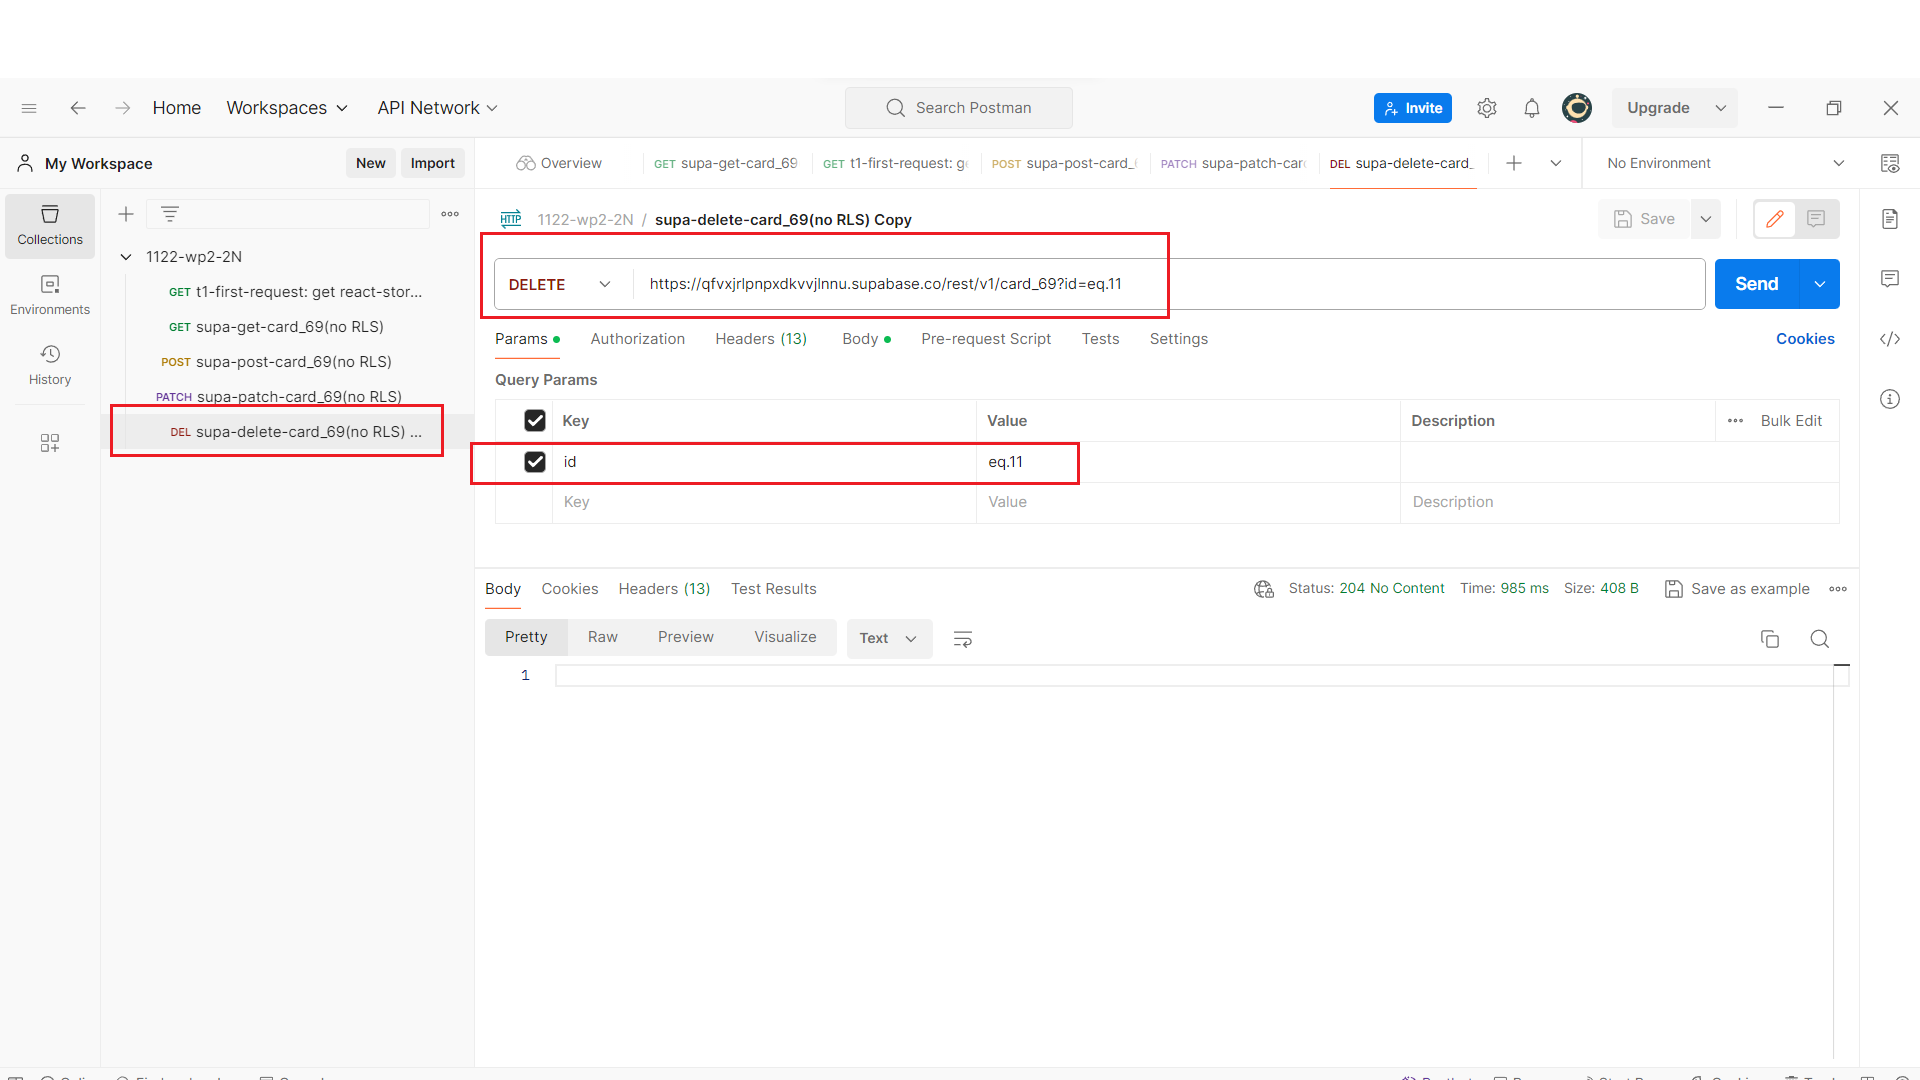 Home Workspaces API Network Search Postman Invite Upgrade
My Workspace New Import Overview GET supa-get-card_69 GET t1-first-request: ge POST supa-post-card_ PATCH supa-patch-car DEL supa-delete-card_ No Environment
Collections
Environments
History
1122-wp2-2N
GET t1-first-request: get react-stor...
GET supa-get-card_69(no RLS)
POST supa-post-card_69(no RLS)
PATCH supa-patch-card_69(no RLS)
DEL supa-delete-card_69(no RLS) ...
HTTP 1122-wp2-2N / supa-delete-card_69(no RLS) Copy Save
DELETE https://qfvxjrlpnpxdkvvjlnnu.supabase.co/rest/v1/card_69?id=eq.11 Send
Params Authorization Headers (13) Body Pre-request Script Tests Settings Cookies
Query Params
Key Value Description Bulk Edit
id eq.11
Key Value Description
Body Cookies Headers (13) Test Results Status: 204 No Content Time: 985 ms Size: 408 B Save as example
Pretty Raw Preview Visualize Text
1